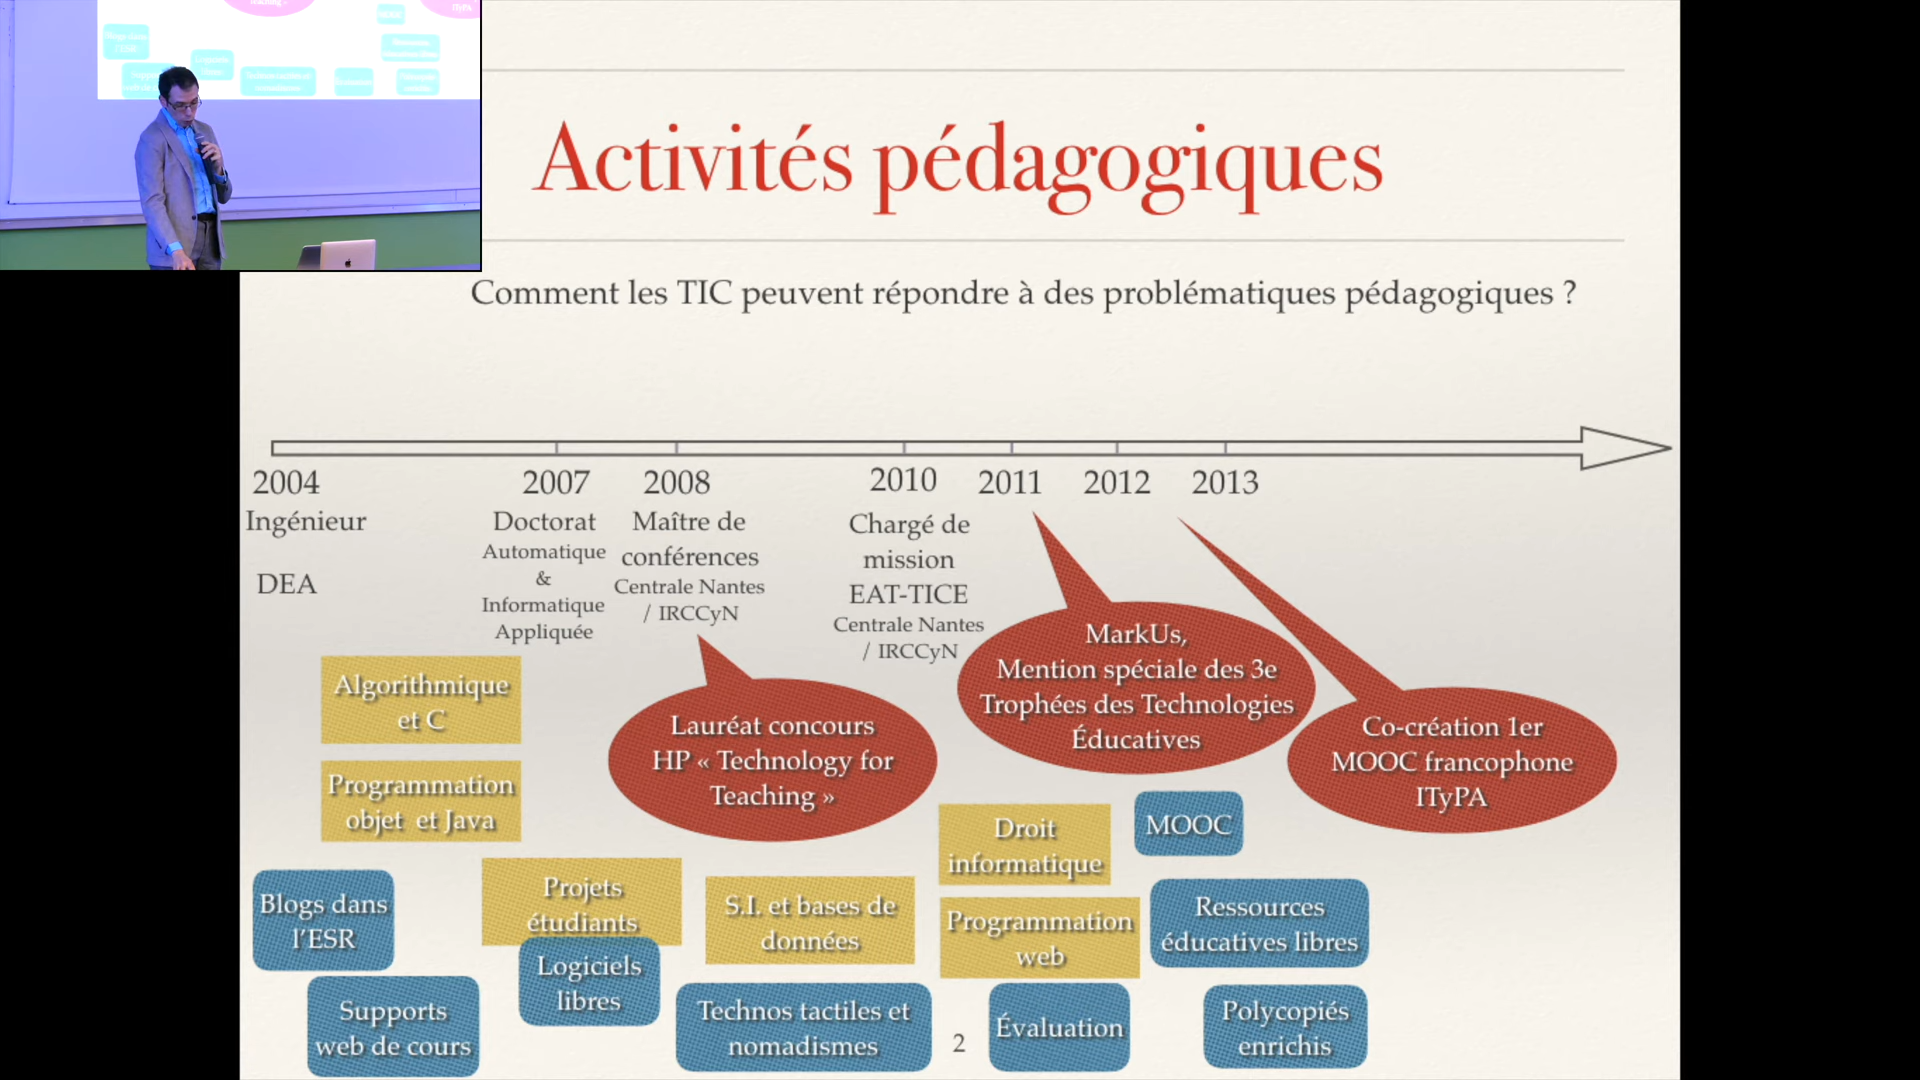 Activités pédagogiques
Comment les TIC peuvent répondre à des problématiques pédagogiques ?
2004
Ingénieur
DEA
2007
Doctorat
Automatique
&
Informatique
Appliquée
2008
Maître de
conférences
Centrale Nantes
/ IRCCyN
2010
Chargé de
mission
EAT-TICE
Centrale Nantes
/ IRCCyN
2011
2012
2013
Algorithmique
et C
Programmation
objet et Java
Lauréat concours
HP « Technology for
Teaching »
MarkUs,
Mention spéciale des 3e
Trophées des Technologies
Éducatives
Co-création 1er
MOOC francophone
ITyPA
Blogs dans
l'ESR
Supports
web de cours
Projets
étudiants
Logiciels
libres
S.I. et bases de
données
Technos tactiles et
nomadismes
Droit
informatique
Programmation
web
Évaluation
MOOC
Ressources
éducatives libres
Polycopiés
enrichis
2